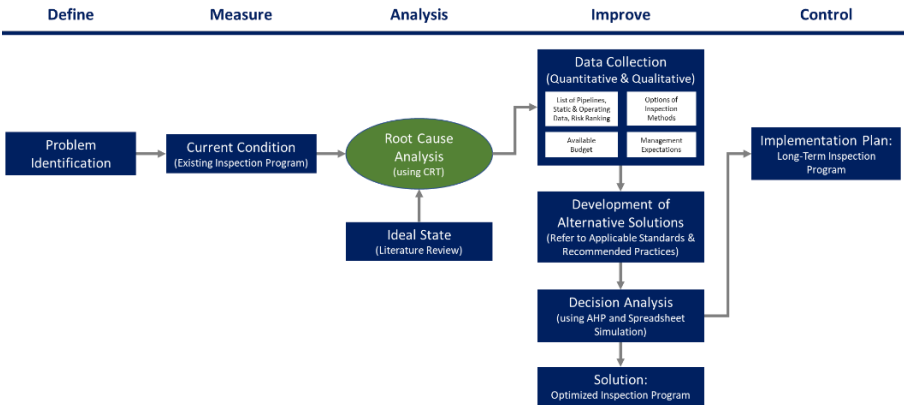 Define
Measure
Analysis
Improve
Control
Problem
Identification
Current Condition
(Existing Inspection Program)
Root Cause
Analysis
(using CRT)
Ideal State
(Literature Review)
Data Collection
(Quantitative & Qualitative)
List of Pipelines,
Static & Operating
Data, Risk Ranking
Options of
Inspection
Methods
Available
Budget
Management
Expectations
Development of
Alternative Solutions
(Refer to Applicable Standards &
Recommended Practices)
Decision Analysis
(using AHP and Spreadsheet
Simulation)
Solution:
Optimized Inspection Program
Implementation Plan:
Long-Term Inspection
Program